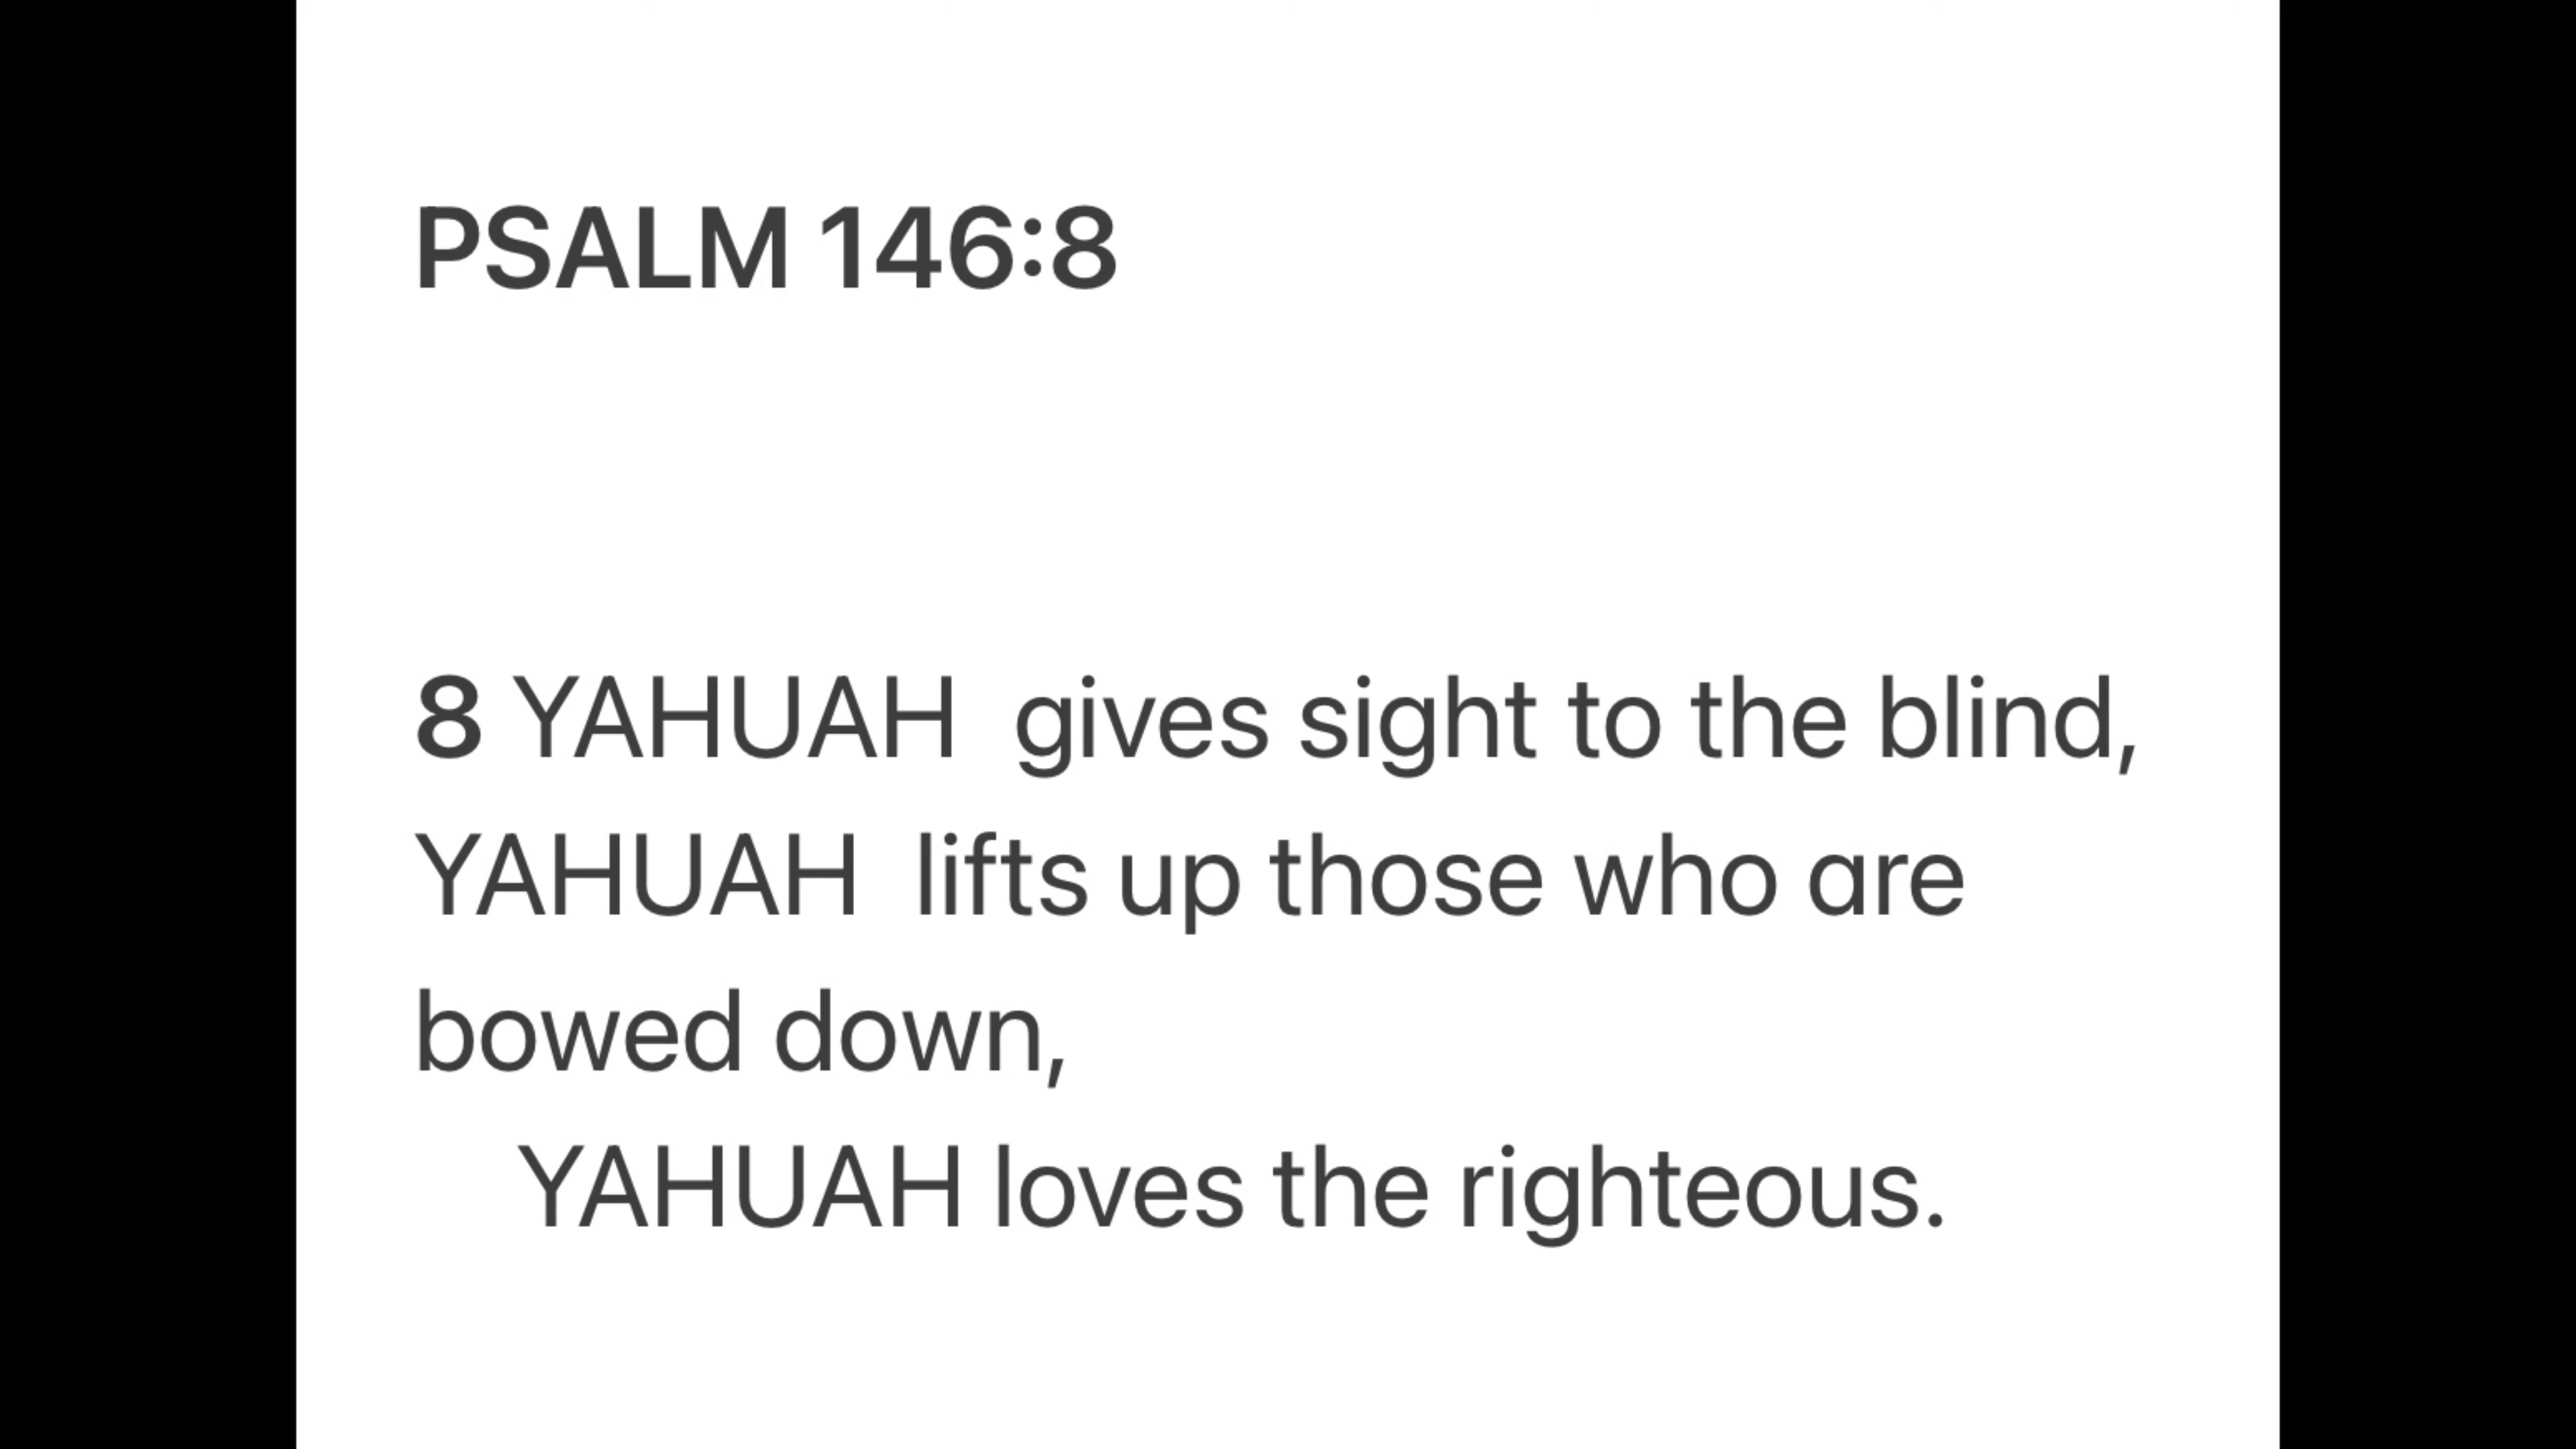 PSALM 146:8
8 YAHUAH  gives sight to the blind,
YAHUAH  lifts up those who are
bowed down,
YAHUAH loves the righteous.